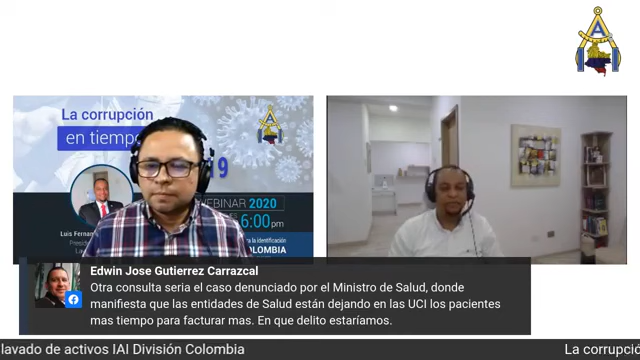 La corrupción
en tiempo
19
Luis Fernan
WEBINAR 2020
6:00pm
para la identificación
OLOMBIA
Edwin Jose Gutierrez Carrazcal
Otra consulta seria el caso denunciado por el Ministro de Salud, donde
manifiesta que las entidades de Salud están dejando en las UCI los pacientes
mas tiempo para facturar mas. En que delito estaríamos.
lavado de activos IAI División Colombia
La corrupció